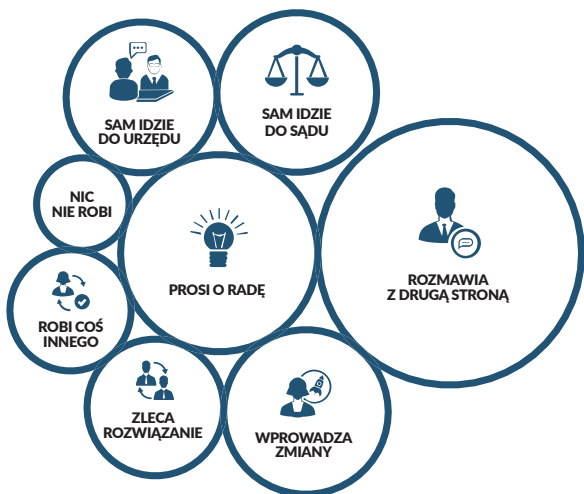 SAM IDZIE
DO URZĘDU
SAM IDZIE
DO SĄDU
NIC
NIE ROBI
PROSI O RADĘ
ROZMAWIA
Z DRUGĄ STRONĄ
ROBI COŚ
INNEGO
ZLECA
ROZWIĄZANIE
WPROWADZA
ZMIANY